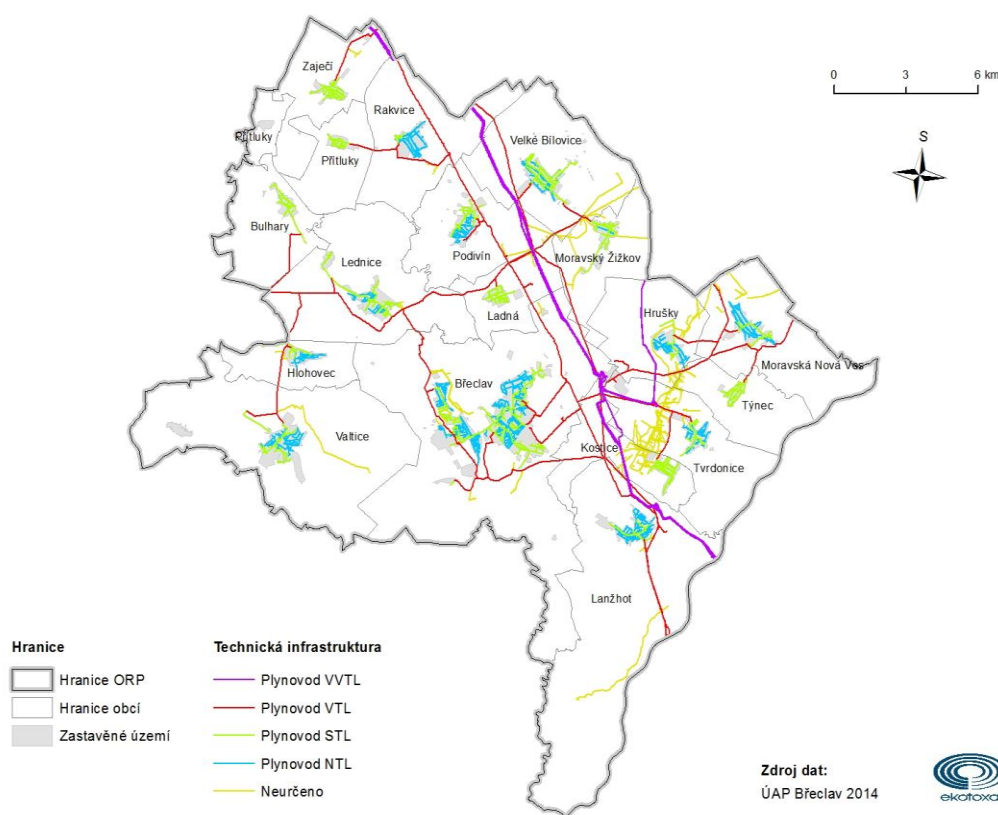 Zaječí
0 3 6 km
Rakvice
Přítluky
Velké Bílovice
S
Přítluky
Bulhary
Lednice
Podivín
Moravský Žižkov
Ladná
Hrušky
Hlohovec
Břeclav
Moravská Nová Ves
Týnec
Valtice
Kostice
Tvrdonice
Lanžhot
Hranice
Hranice ORP
Hranice obcí
Zastavěné území
Technická infrastruktura
Plynovod VVTL
Plynovod VTL
Plynovod STL
Plynovod NTL
Neurčeno
Zdroj dat:
ÚAP Břeclav 2014
ekotoxa